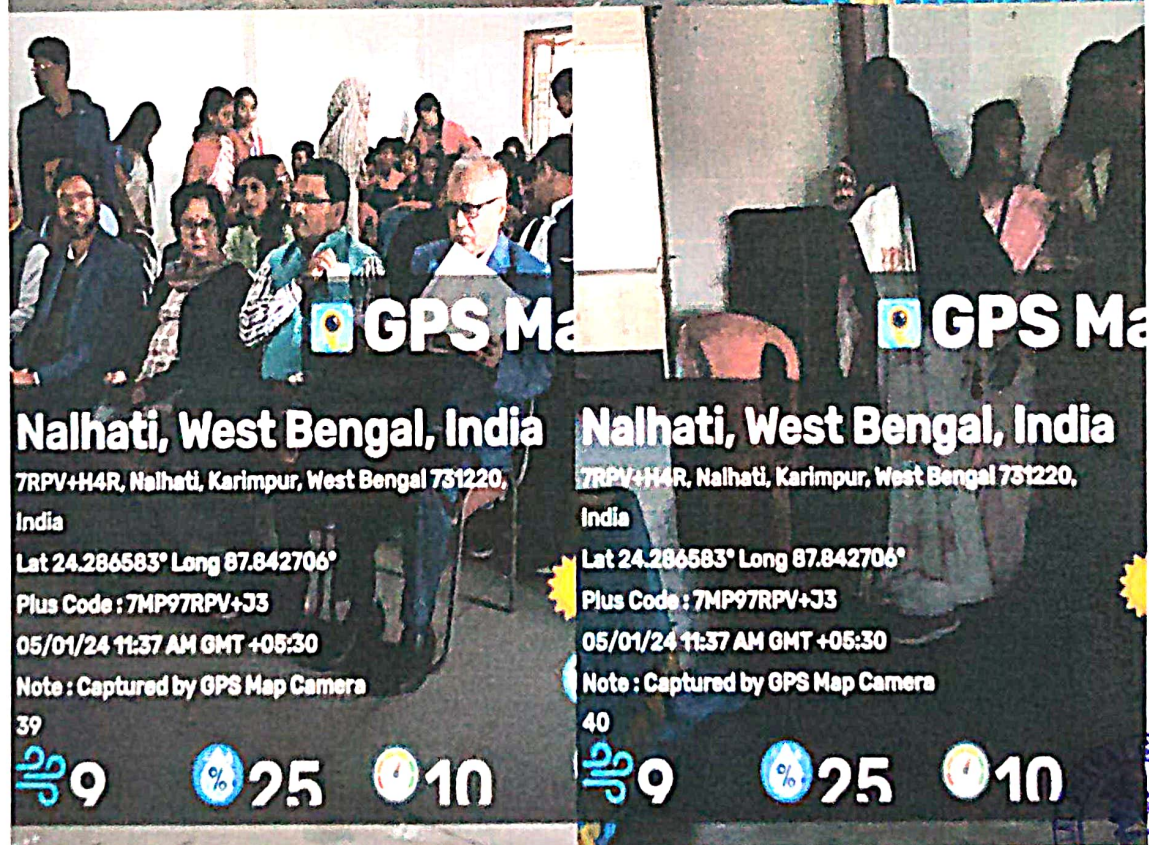 GPS Ma
Nalhati, West Bengal, India
7RPV+H4R, Nalhati, Karimpur, West Bengal 731220,
India
Lat 24.286583° Long 87.842706°
Plus Code : 7MP97RPV+J3
05/01/24 11:37 AM GMT +05:30
Note : Captured by GPS Map Camera
39
9 % 25 10
GPS Ma
Nalhati, West Bengal, India
7RPV+H4R, Nalhati, Karimpur, West Bengal 731220,
India
Lat 24.286583° Long 87.842706°
Plus Code : 7MP97RPV+J3
05/01/24 11:37 AM GMT +05:30
Note : Captured by GPS Map Camera
40
9 % 25 10